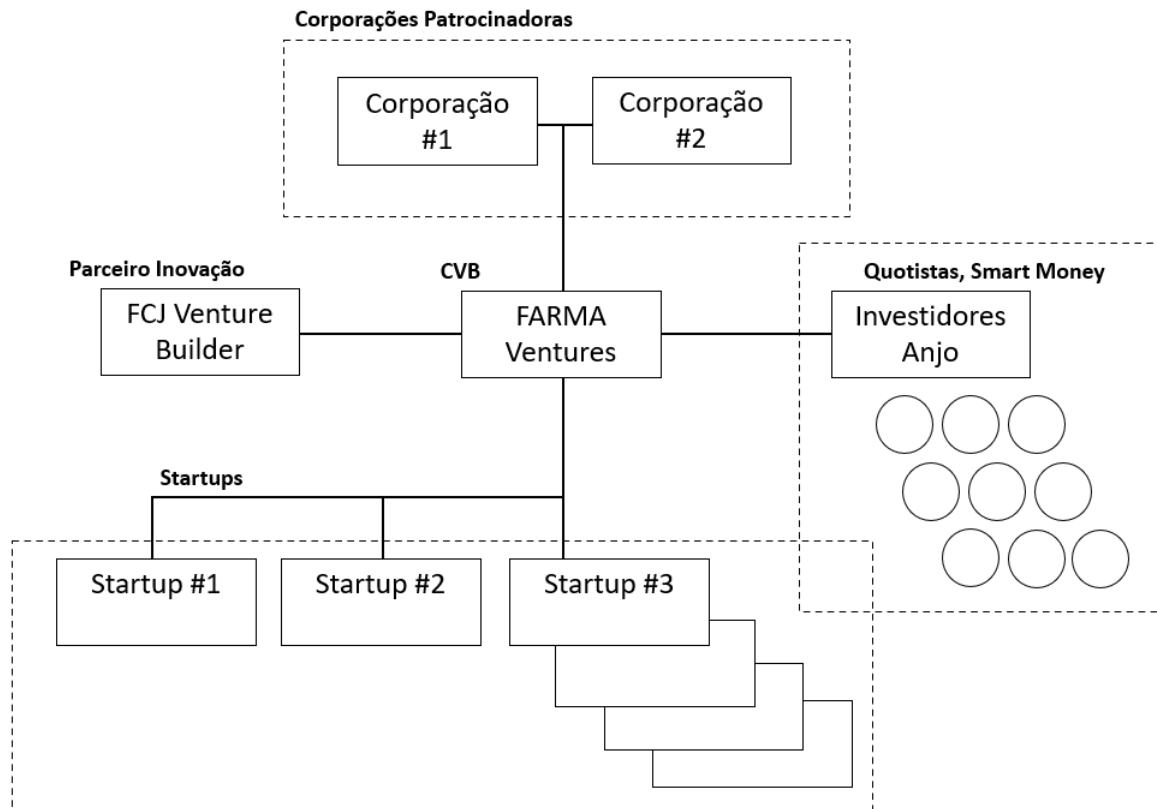 Corporações Patrocinadoras
Corporação
#1
Corporação
#2
Parceiro Inovação
CVB
Quotistas, Smart Money
FCJ Venture
Builder
FARMA
Ventures
Investidores
Anjo
Startups
Startup #1
Startup #2
Startup #3